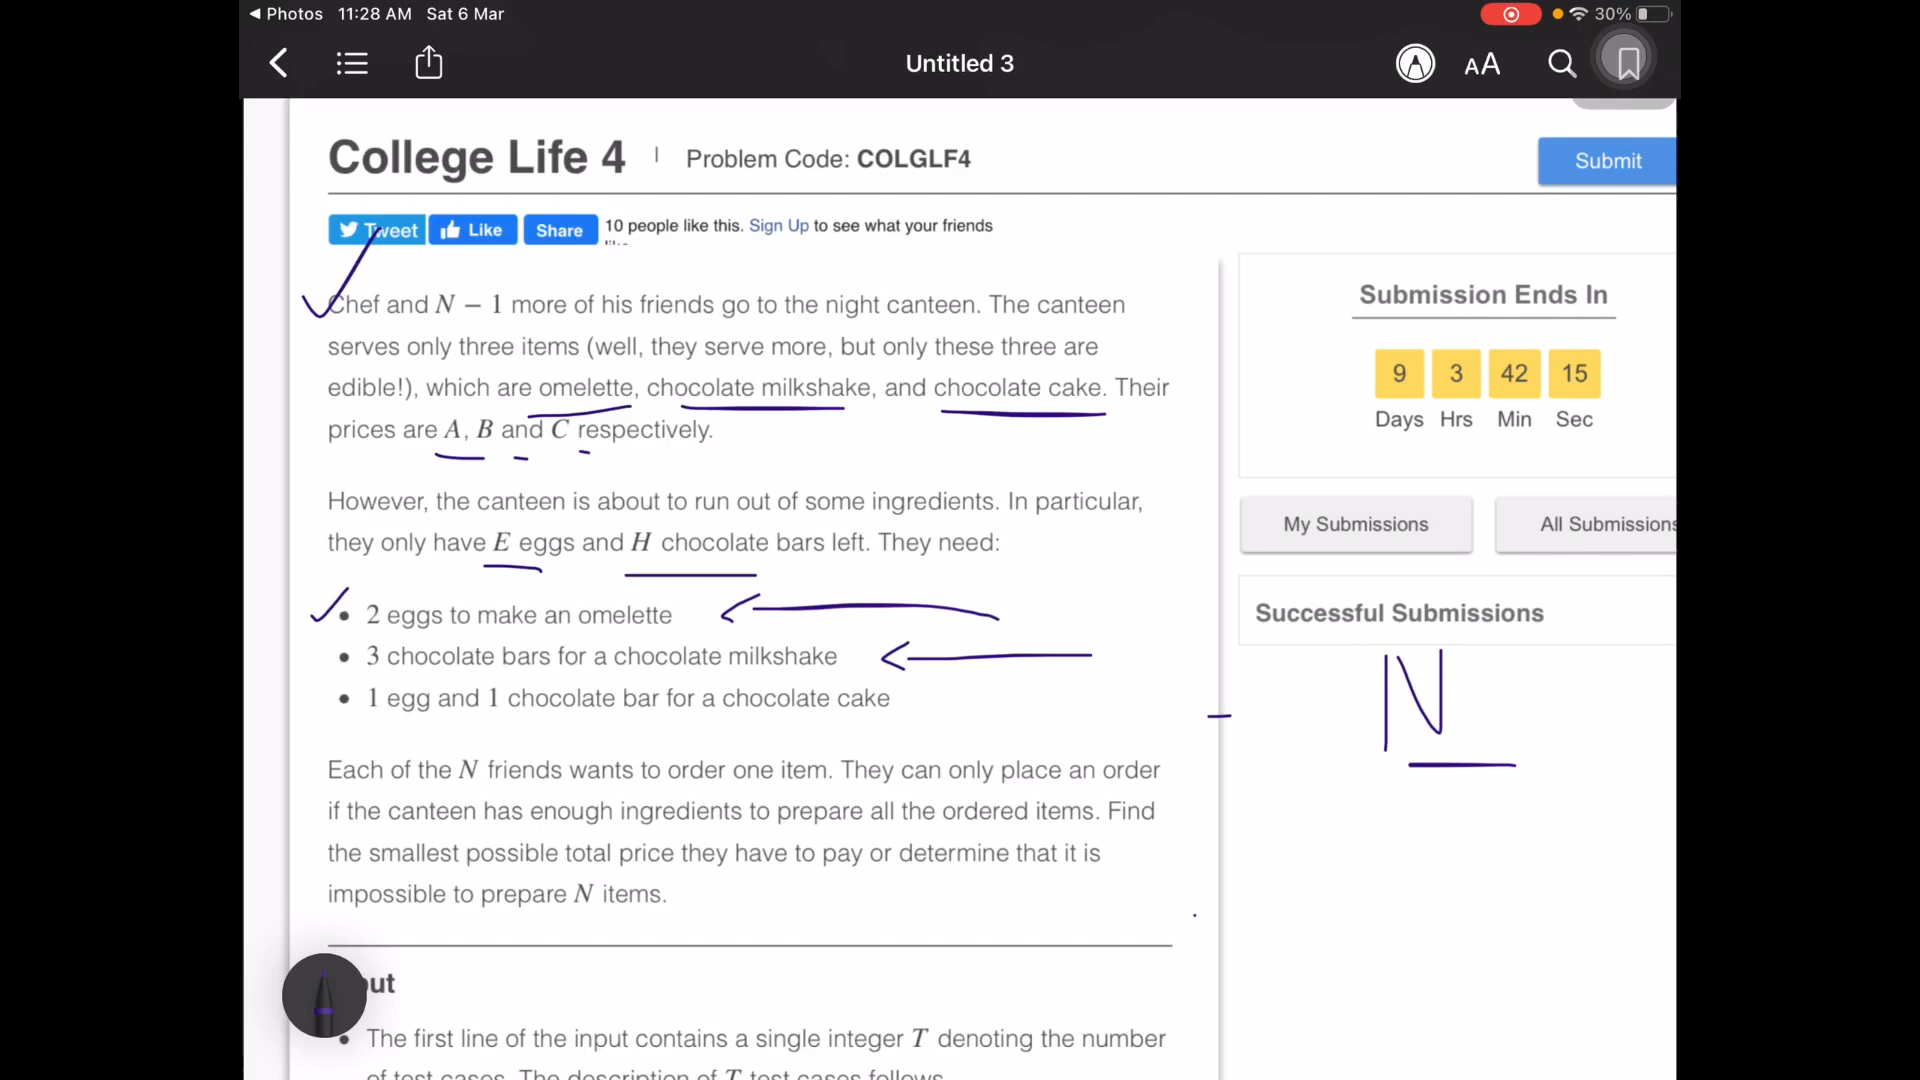 Photos 11:28 AM Sat 6 Mar 30%
Untitled 3
AA
College Life 4 | Problem Code: COLGLF4
Submit
Tweet Like Share 10 people like this. Sign Up to see what your friends
Chef and N − 1 more of his friends go to the night canteen. The canteen
serves only three items (well, they serve more, but only these three are
edible!), which are omelette, chocolate milkshake, and chocolate cake. Their
prices are A, B and C respectively.
However, the canteen is about to run out of some ingredients. In particular,
they only have E eggs and H chocolate bars left. They need:
• 2 eggs to make an omelette
• 3 chocolate bars for a chocolate milkshake
• 1 egg and 1 chocolate bar for a chocolate cake
Each of the N friends wants to order one item. They can only place an order
if the canteen has enough ingredients to prepare all the ordered items. Find
the smallest possible total price they have to pay or determine that it is
impossible to prepare N items.
put
• The first line of the input contains a single integer T denoting the number
of test cases. The description of T test cases follows.
Submission Ends In
9 3 42 15
Days Hrs Min Sec
My Submissions All Submissions
Successful Submissions
N